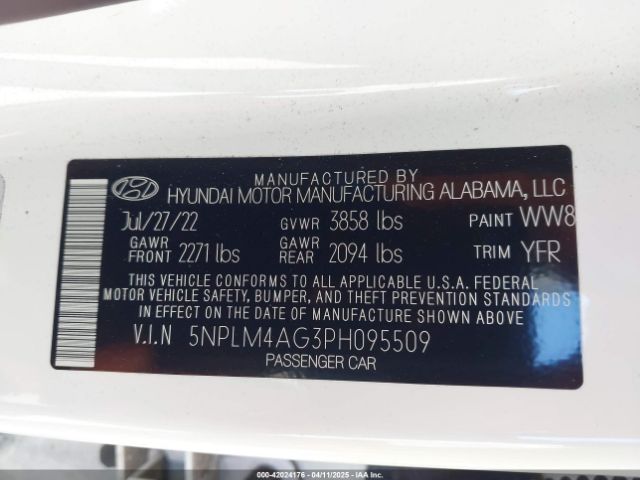 MANUFACTURED BY
HYUNDAI MOTOR MANUFACTURING ALABAMA, LLC
Jul/27/22 GVWR 3858 lbs PAINT WW8
GAWR FRONT 2271 lbs GAWR REAR 2094 lbs TRIM YFR
THIS VEHICLE CONFORMS TO ALL APPLICABLE U.S.A. FEDERAL
MOTOR VEHICLE SAFETY, BUMPER, AND THEFT PREVENTION STANDARDS
IN EFFECT ON THE DATE OF MANUFACTURE SHOWN ABOVE.
V.I.N 5NPLM4AG3PH095509
PASSENGER CAR
000-42024176 - 04/11/2025 - IAAI.COM